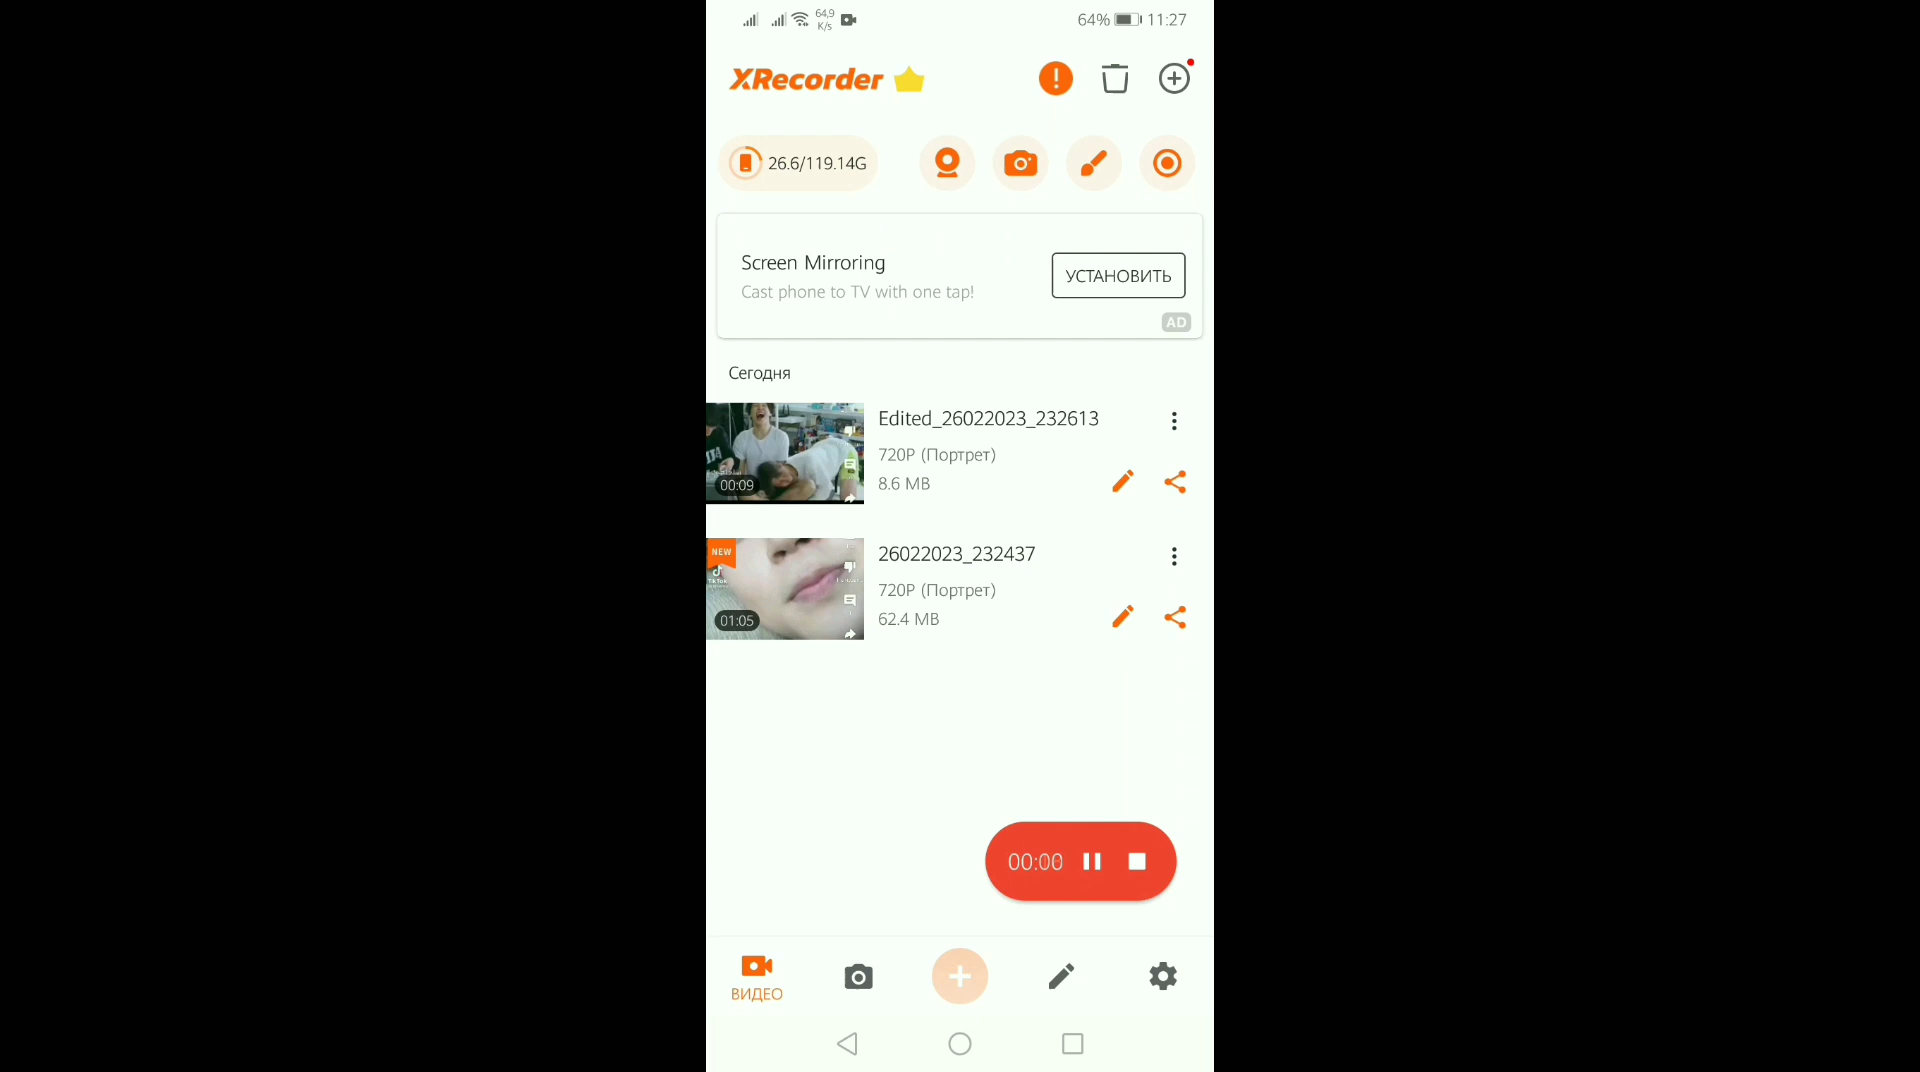 64,9
K/s
64% 11:27
XRecorder
26.6/119.14G
Screen Mirroring
Cast phone to TV with one tap!
УСТАНОВИТЬ
AD
Сегодня
Edited_26022023_232613
720P (Портрет)
8.6 MB
00:09
NEW
TikTok
26022023_232437
720P (Портрет)
62.4 MB
01:05
00:00
ВИДЕО